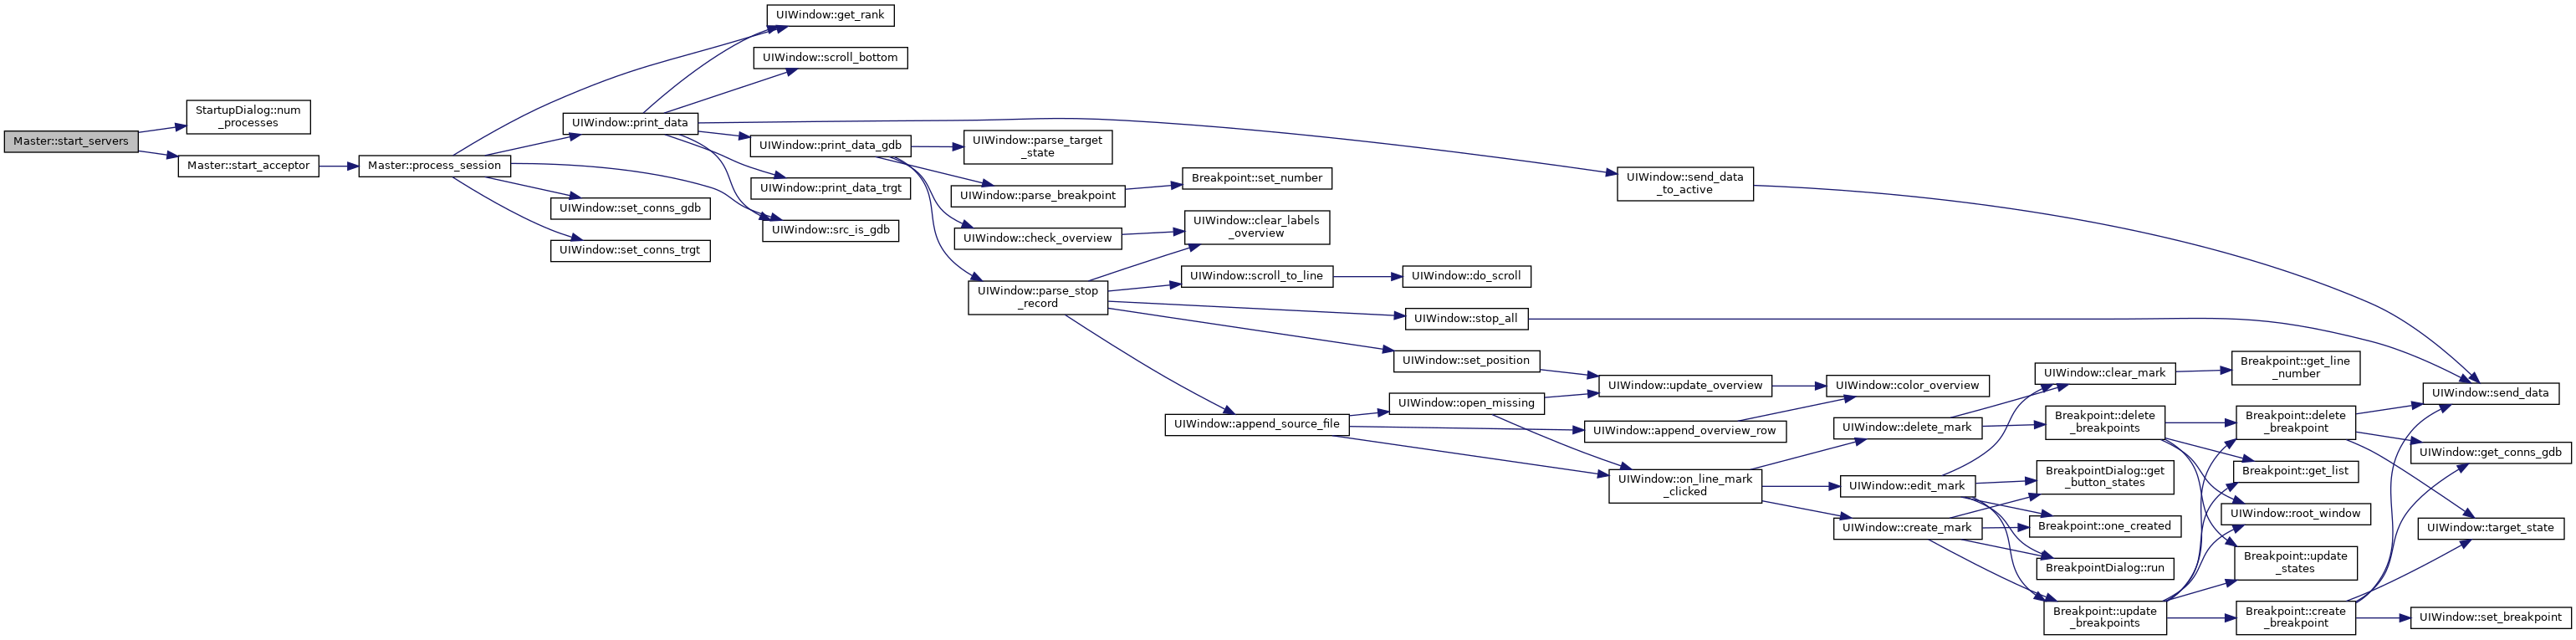 Master::start_servers
StartupDialog::num
_processes
Master::start_acceptor
Master::process_session
UIWindow::get_rank
UIWindow::scroll_bottom
UIWindow::print_data
UIWindow::print_data_gdb
UIWindow::print_data_trgt
UIWindow::set_conns_gdb
UIWindow::src_is_gdb
UIWindow::set_conns_trgt
UIWindow::parse_target
_state
UIWindow::parse_breakpoint
UIWindow::check_overview
UIWindow::parse_stop
_record
Breakpoint::set_number
UIWindow::clear_labels
_overview
UIWindow::scroll_to_line
UIWindow::do_scroll
UIWindow::stop_all
UIWindow::set_position
UIWindow::append_source_file
UIWindow::open_missing
UIWindow::send_data
_to_active
UIWindow::update_overview
UIWindow::append_overview_row
UIWindow::on_line_mark
_clicked
UIWindow::color_overview
UIWindow::delete_mark
UIWindow::edit_mark
UIWindow::create_mark
UIWindow::clear_mark
Breakpoint::delete
_breakpoints
BreakpointDialog::get
_button_states
Breakpoint::one_created
BreakpointDialog::run
Breakpoint::update
_breakpoints
Breakpoint::get_line
_number
Breakpoint::delete
_breakpoint
Breakpoint::get_list
UIWindow::root_window
Breakpoint::update
_states
Breakpoint::create
_breakpoint
UIWindow::send_data
UIWindow::get_conns_gdb
UIWindow::target_state
UIWindow::set_breakpoint